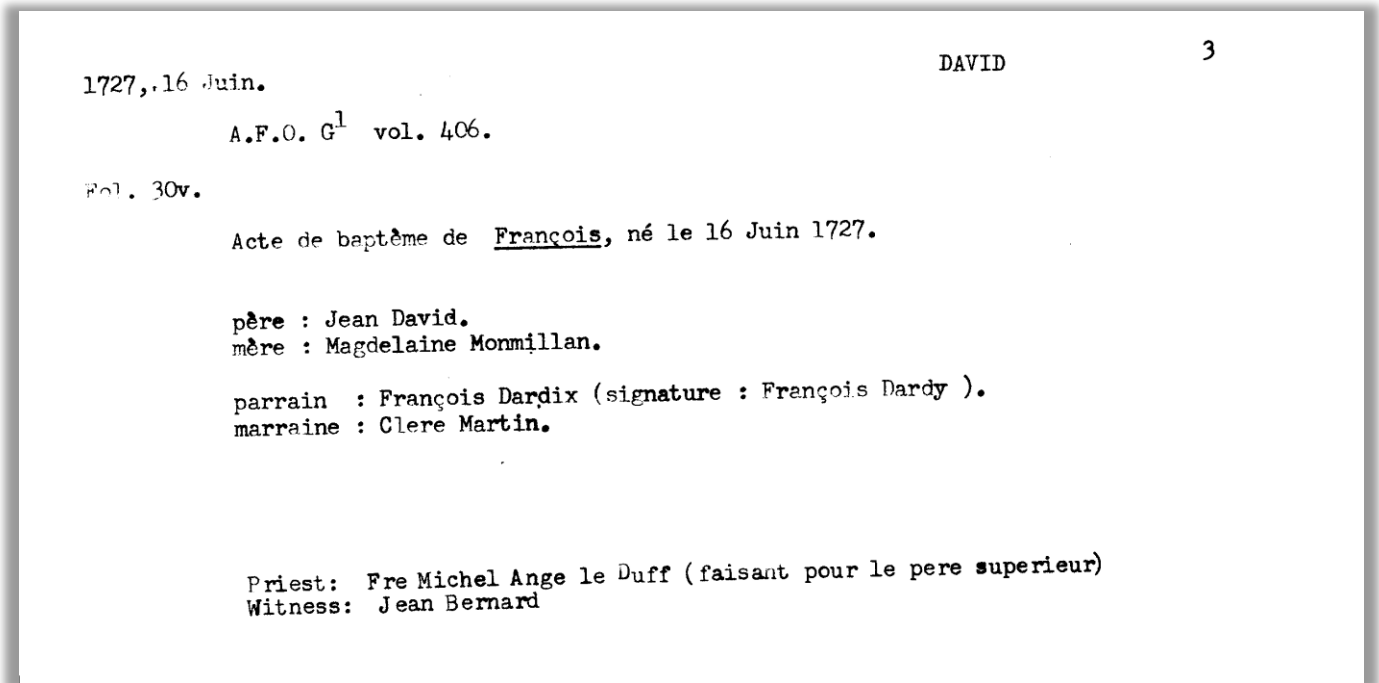 DAVID 3
1727, 16 Juin.
A.F.O. G1 vol. 406.
Fol. 30v.
Acte de baptême de François, né le 16 Juin 1727.
père : Jean David.
mère : Magdelaine Monmillan.
parrain : François Dardix (signature : François Dardy ).
marraine : Clere Martin.
Priest: Fre Michel Ange le Duff (faisant pour le pere superieur)
Witness: Jean Bernard